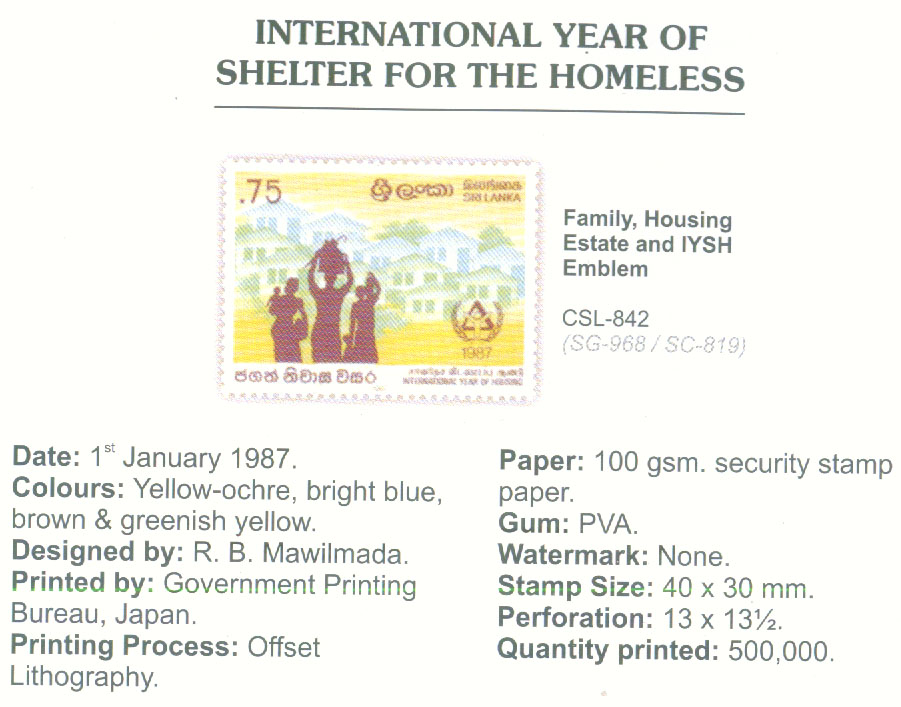 INTERNATIONAL YEAR OF
SHELTER FOR THE HOMELESS
.75
ශ්‍රී ලංකා
இலங்கை
SRI LANKA
1987
ජගත් නිවාස වසර
INTERNATIONAL YEAR OF HOUSING
Family, Housing
Estate and IYSH
Emblem
CSL-842
(SG-968 / SC-819)
Date: 1st January 1987.
Colours: Yellow-ochre, bright blue,
brown & greenish yellow.
Designed by: R. B. Mawilmada.
Printed by: Government Printing
Bureau, Japan.
Printing Process: Offset
Lithography.
Paper: 100 gsm. security stamp
paper.
Gum: PVA.
Watermark: None.
Stamp Size: 40 x 30 mm.
Perforation: 13 x 13½.
Quantity printed: 500,000.